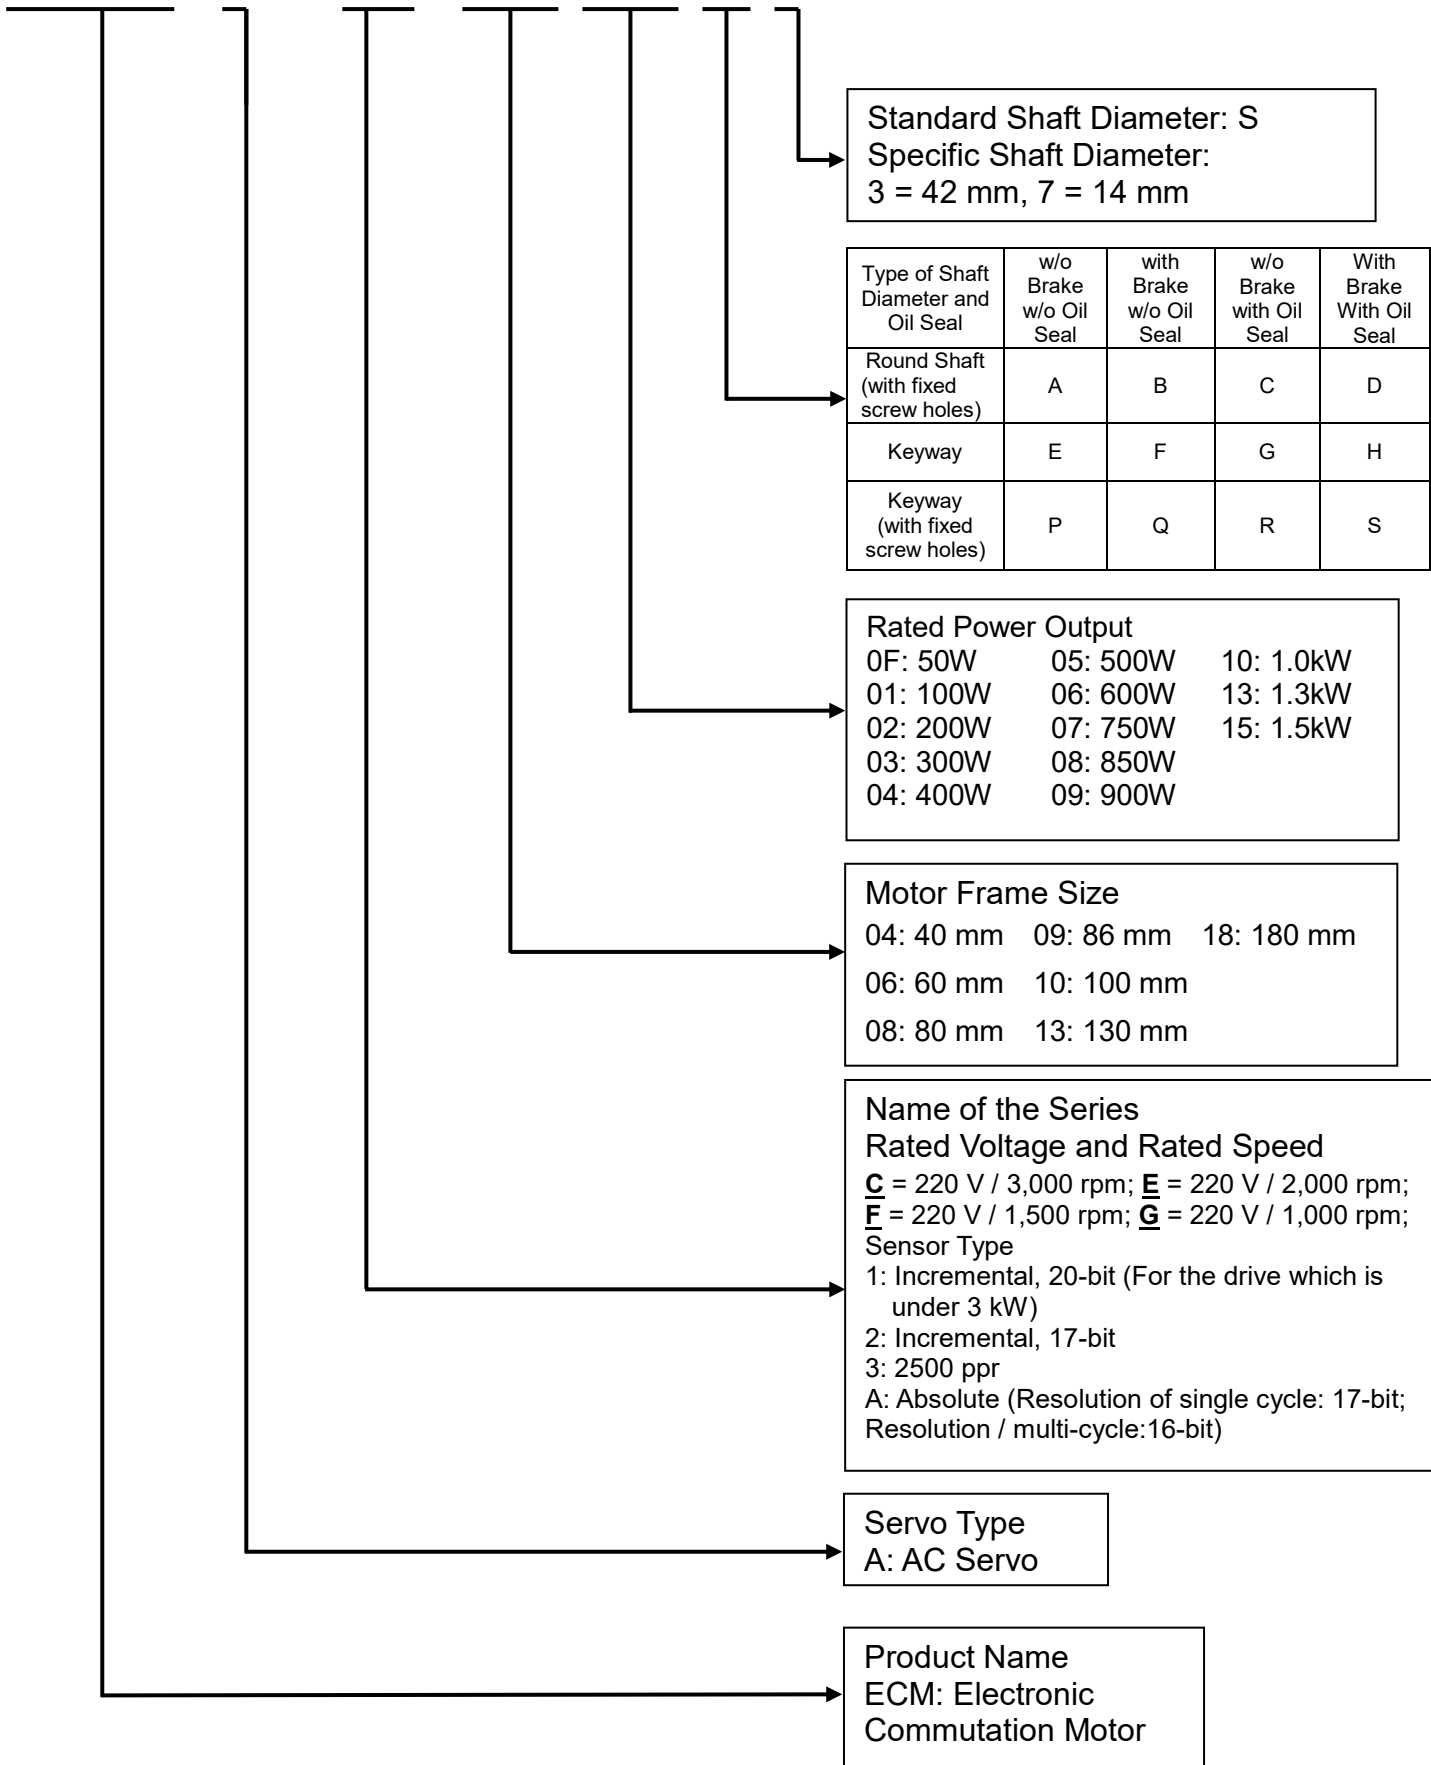 Standard Shaft Diameter: S
Specific Shaft Diameter:
3 = 42 mm, 7 = 14 mm
Type of Shaft Diameter and Oil Seal w/o Brake w/o Oil Seal with Brake w/o Oil Seal w/o Brake with Oil Seal With Brake With Oil Seal
Round Shaft (with fixed screw holes) A B C D
Keyway E F G H
Keyway (with fixed screw holes) P Q R S
Rated Power Output
0F: 50W 05: 500W 10: 1.0kW
01: 100W 06: 600W 13: 1.3kW
02: 200W 07: 750W 15: 1.5kW
03: 300W 08: 850W
04: 400W 09: 900W
Motor Frame Size
04: 40 mm 09: 86 mm 18: 180 mm
06: 60 mm 10: 100 mm
08: 80 mm 13: 130 mm
Name of the Series
Rated Voltage and Rated Speed
C = 220 V / 3,000 rpm; E = 220 V / 2,000 rpm;
F = 220 V / 1,500 rpm; G = 220 V / 1,000 rpm;
Sensor Type
1: Incremental, 20-bit (For the drive which is
under 3 kW)
2: Incremental, 17-bit
3: 2500 ppr
A: Absolute (Resolution of single cycle: 17-bit;
Resolution / multi-cycle:16-bit)
Servo Type
A: AC Servo
Product Name
ECM: Electronic
Commutation Motor